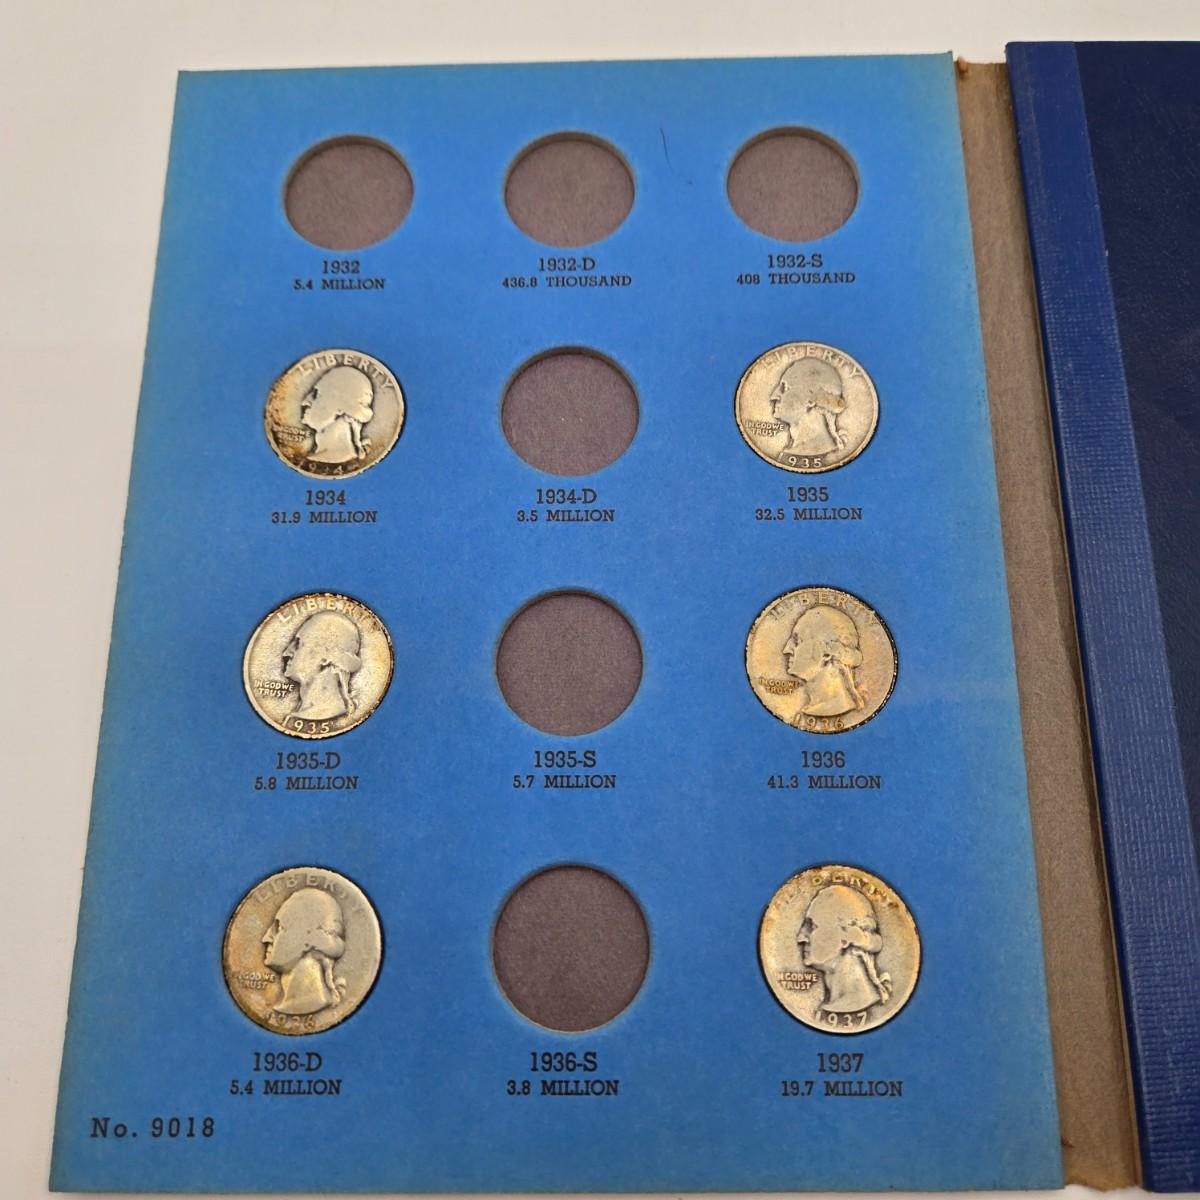 1932
5.4 MILLION
1932-D
436.8 THOUSAND
1932-S
408 THOUSAND
LIBERTY
IN GOD WE
TRUST
1934
1934
31.9 MILLION
1934-D
3.5 MILLION
LIBERTY
IN GOD WE
TRUST
1935
1935
32.5 MILLION
LIBERTY
IN GOD WE
TRUST
1935
1935-D
5.8 MILLION
1935-S
5.7 MILLION
LIBERTY
IN GOD WE
TRUST
1936
1936
41.3 MILLION
LIBERTY
IN GOD WE
TRUST
1936
1936-D
5.4 MILLION
1936-S
3.8 MILLION
LIBERTY
IN GOD WE
TRUST
1937
1937
19.7 MILLION
No. 9018